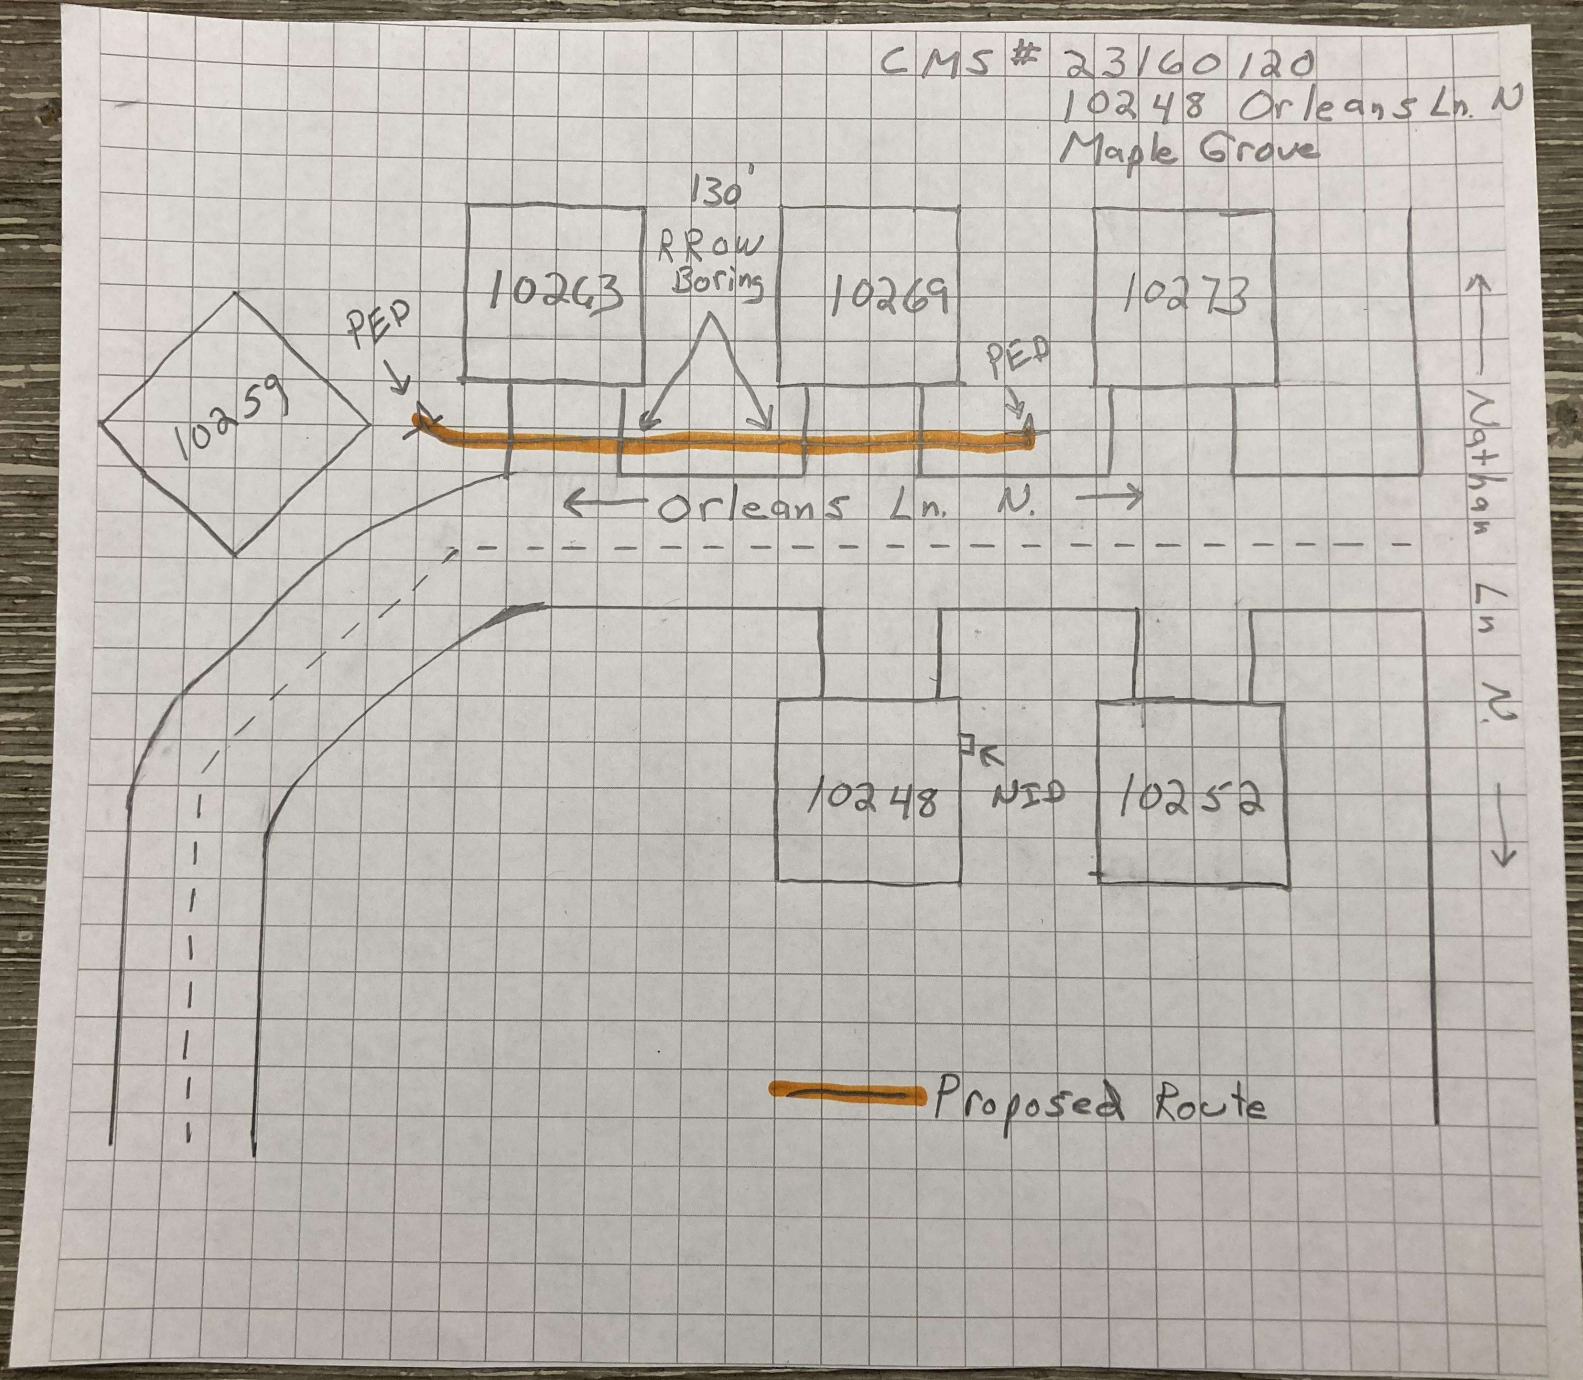 CMS # 23160120
10248 Orleans Ln. N
Maple Grove
130'
RROW
Boring
10263
10269
10273
PED
PED
10259
← Orleans Ln. N. →
← Nathan Ln N. →
10248
NID
10252
Proposed Route